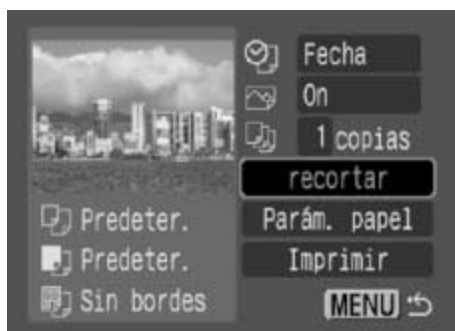 Fecha
On
1 copias
recortar
Predeter.
Parám. papel
Predeter.
Imprimir
Sin bordes
MENU